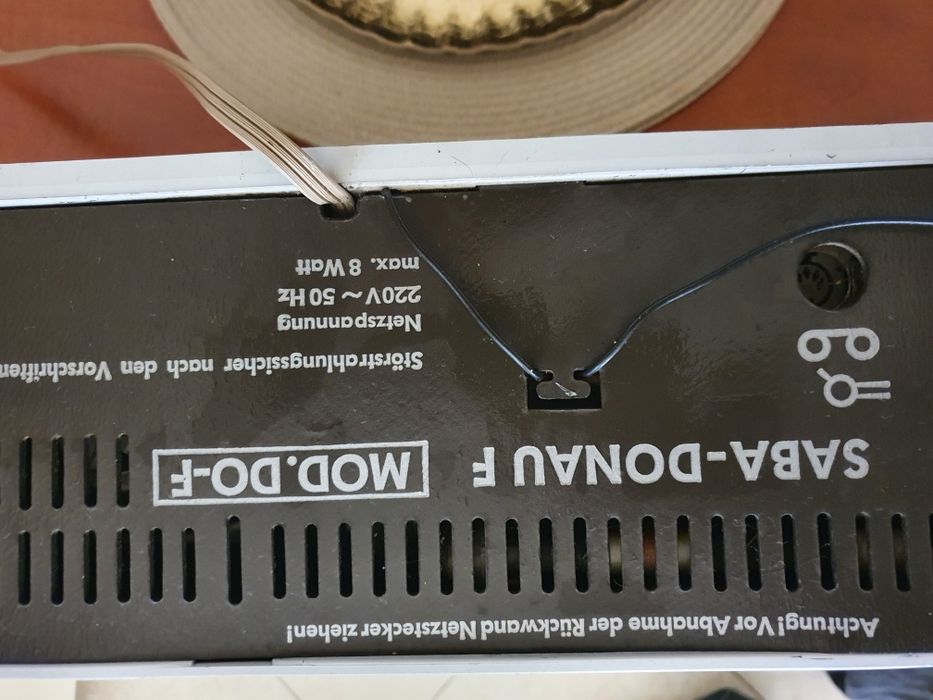 Achtung! Vor Abnahme der Rückwand Netzstecker ziehen!
SABA-DONAU F MOD. DO-F
Störstrahlungssicher nach den Vorschriften
Netzspannung
220V ~ 50 Hz
max. 8 Watt